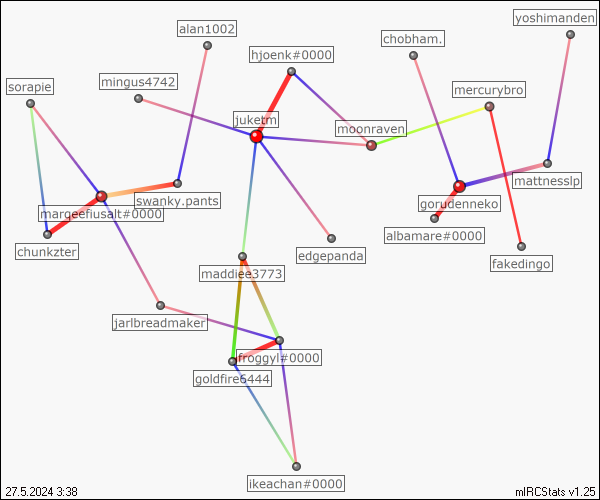 yoshimanden
alan1002
chobham.
hjoenk#0000
mingus4742
sorapie
mercurybro
juketm
moonraven
mattnesslp
swanky.pants
gorudenneko
marqeefiusalt#0000
albamare#0000
chunkzter
edgepanda
fakedingo
maddiee3773
jarlbreadmaker
froggyl#0000
goldfire6444
ikeachan#0000
27.5.2024 3:38
mIRCStats v1.25